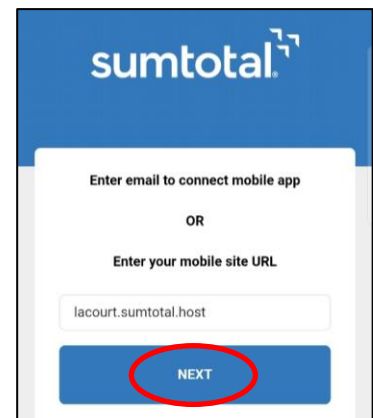 sumtotal
Enter email to connect mobile app
OR
Enter your mobile site URL
lacourt.sumtotal.host
NEXT